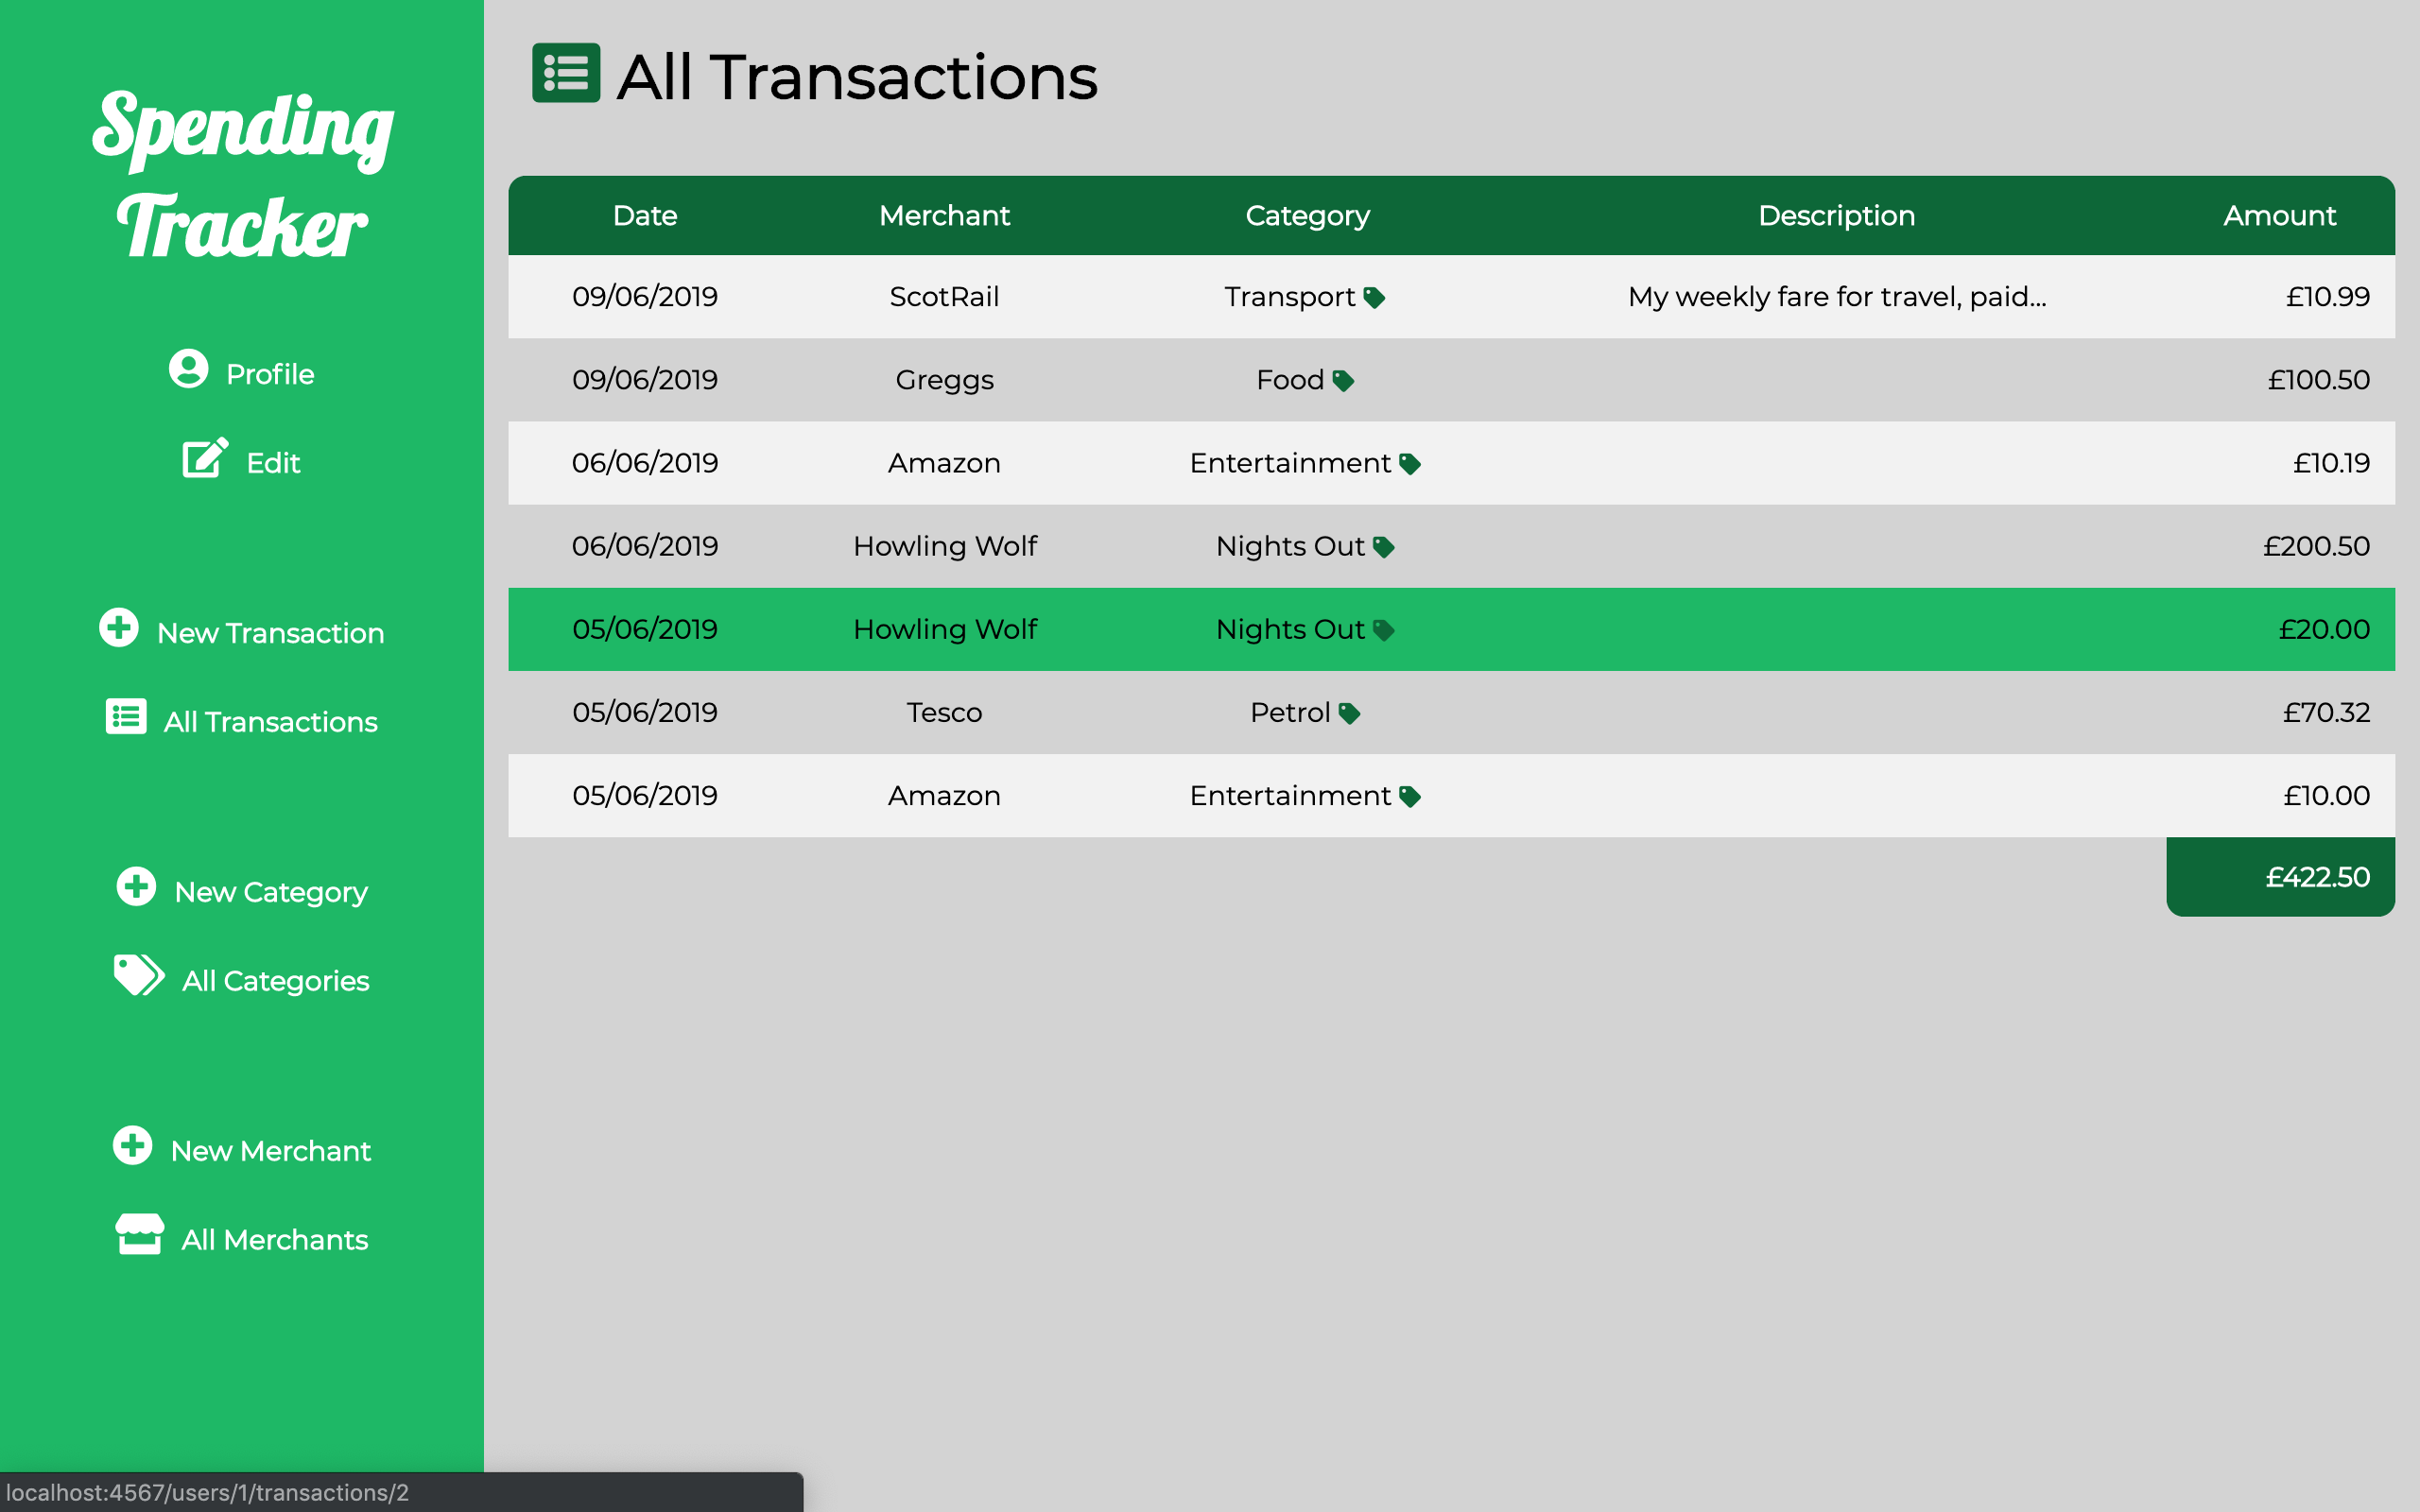 Spending
Tracker
Profile
Edit
New Transaction
All Transactions
New Category
All Categories
New Merchant
All Merchants
All Transactions
Date Merchant Category Description Amount
09/06/2019 ScotRail Transport My weekly fare for travel, paid... £10.99
09/06/2019 Greggs Food £100.50
06/06/2019 Amazon Entertainment £10.19
06/06/2019 Howling Wolf Nights Out £200.50
05/06/2019 Howling Wolf Nights Out £20.00
05/06/2019 Tesco Petrol £70.32
05/06/2019 Amazon Entertainment £10.00
£422.50
localhost:4567/users/1/transactions/2